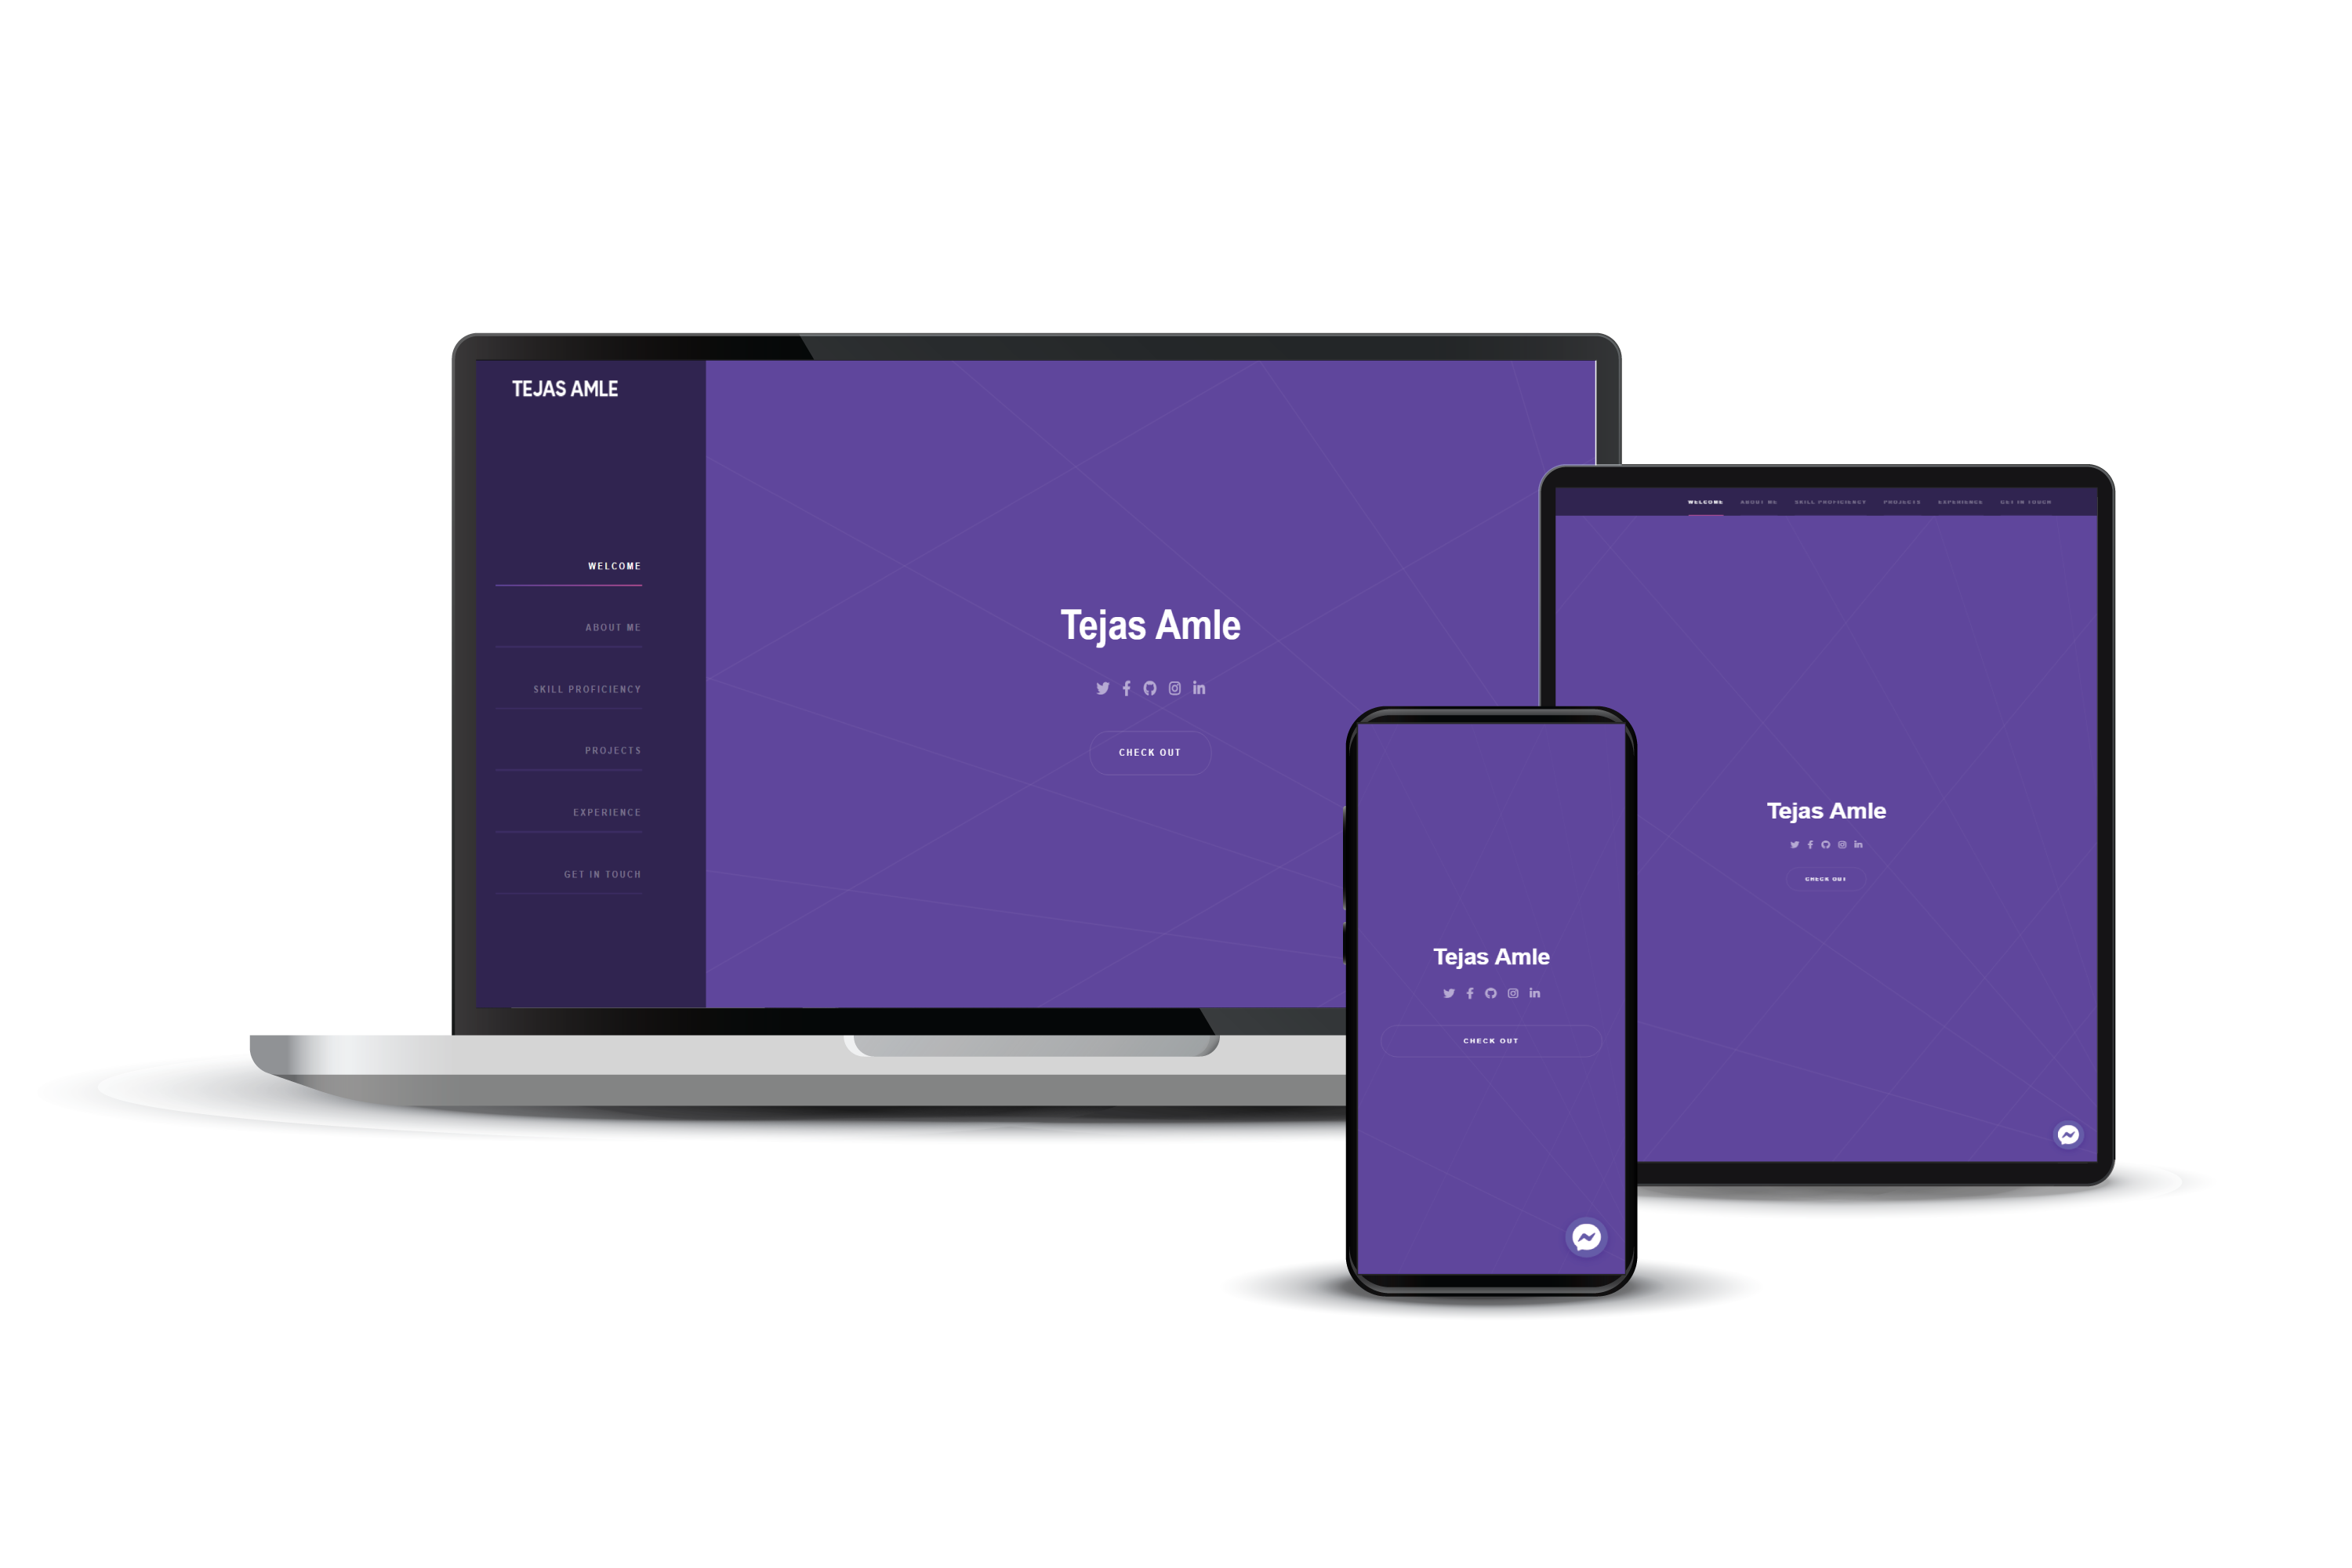 TEJAS AMLE
WELCOME
ABOUT ME
SKILL PROFICIENCY
PROJECTS
EXPERIENCE
GET IN TOUCH
Tejas Amle
CHECK OUT
WELCOME ABOUT ME SKILL PROFICIENCY PROJECTS EXPERIENCE GET IN TOUCH
Tejas Amle
CHECK OUT
Tejas Amle
CHECK OUT